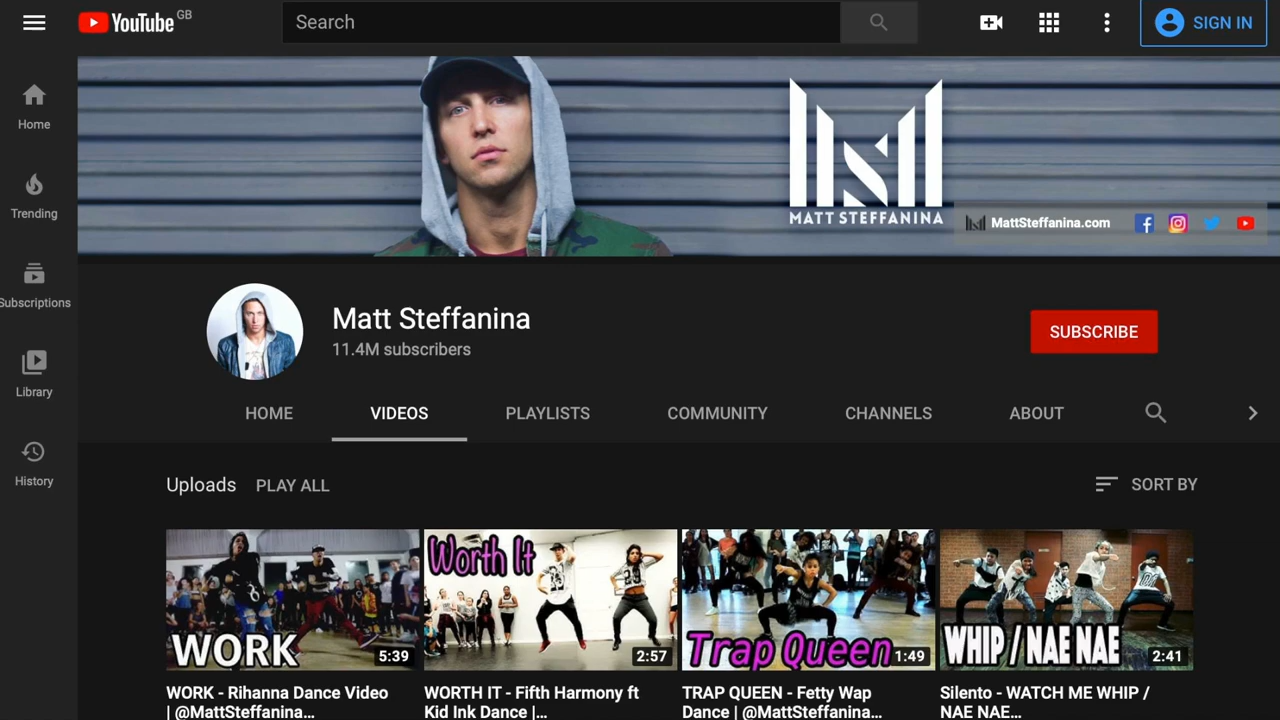 YouTube GB
Search
SIGN IN
Home
Trending
Subscriptions
Library
History
MATT STEFFANINA
MattSteffanina.com
Matt Steffanina
11.4M subscribers
SUBSCRIBE
HOME VIDEOS PLAYLISTS COMMUNITY CHANNELS ABOUT
Uploads PLAY ALL SORT BY
WORK 5:39
Worth It 2:57
Trap Queen 1:49
WHIP / NAE NAE 2:41
WORK - Rihanna Dance Video
| @MattSteffanina...
WORTH IT - Fifth Harmony ft
Kid Ink Dance |...
TRAP QUEEN - Fetty Wap
Dance | @MattSteffanina...
Silento - WATCH ME WHIP /
NAE NAE...